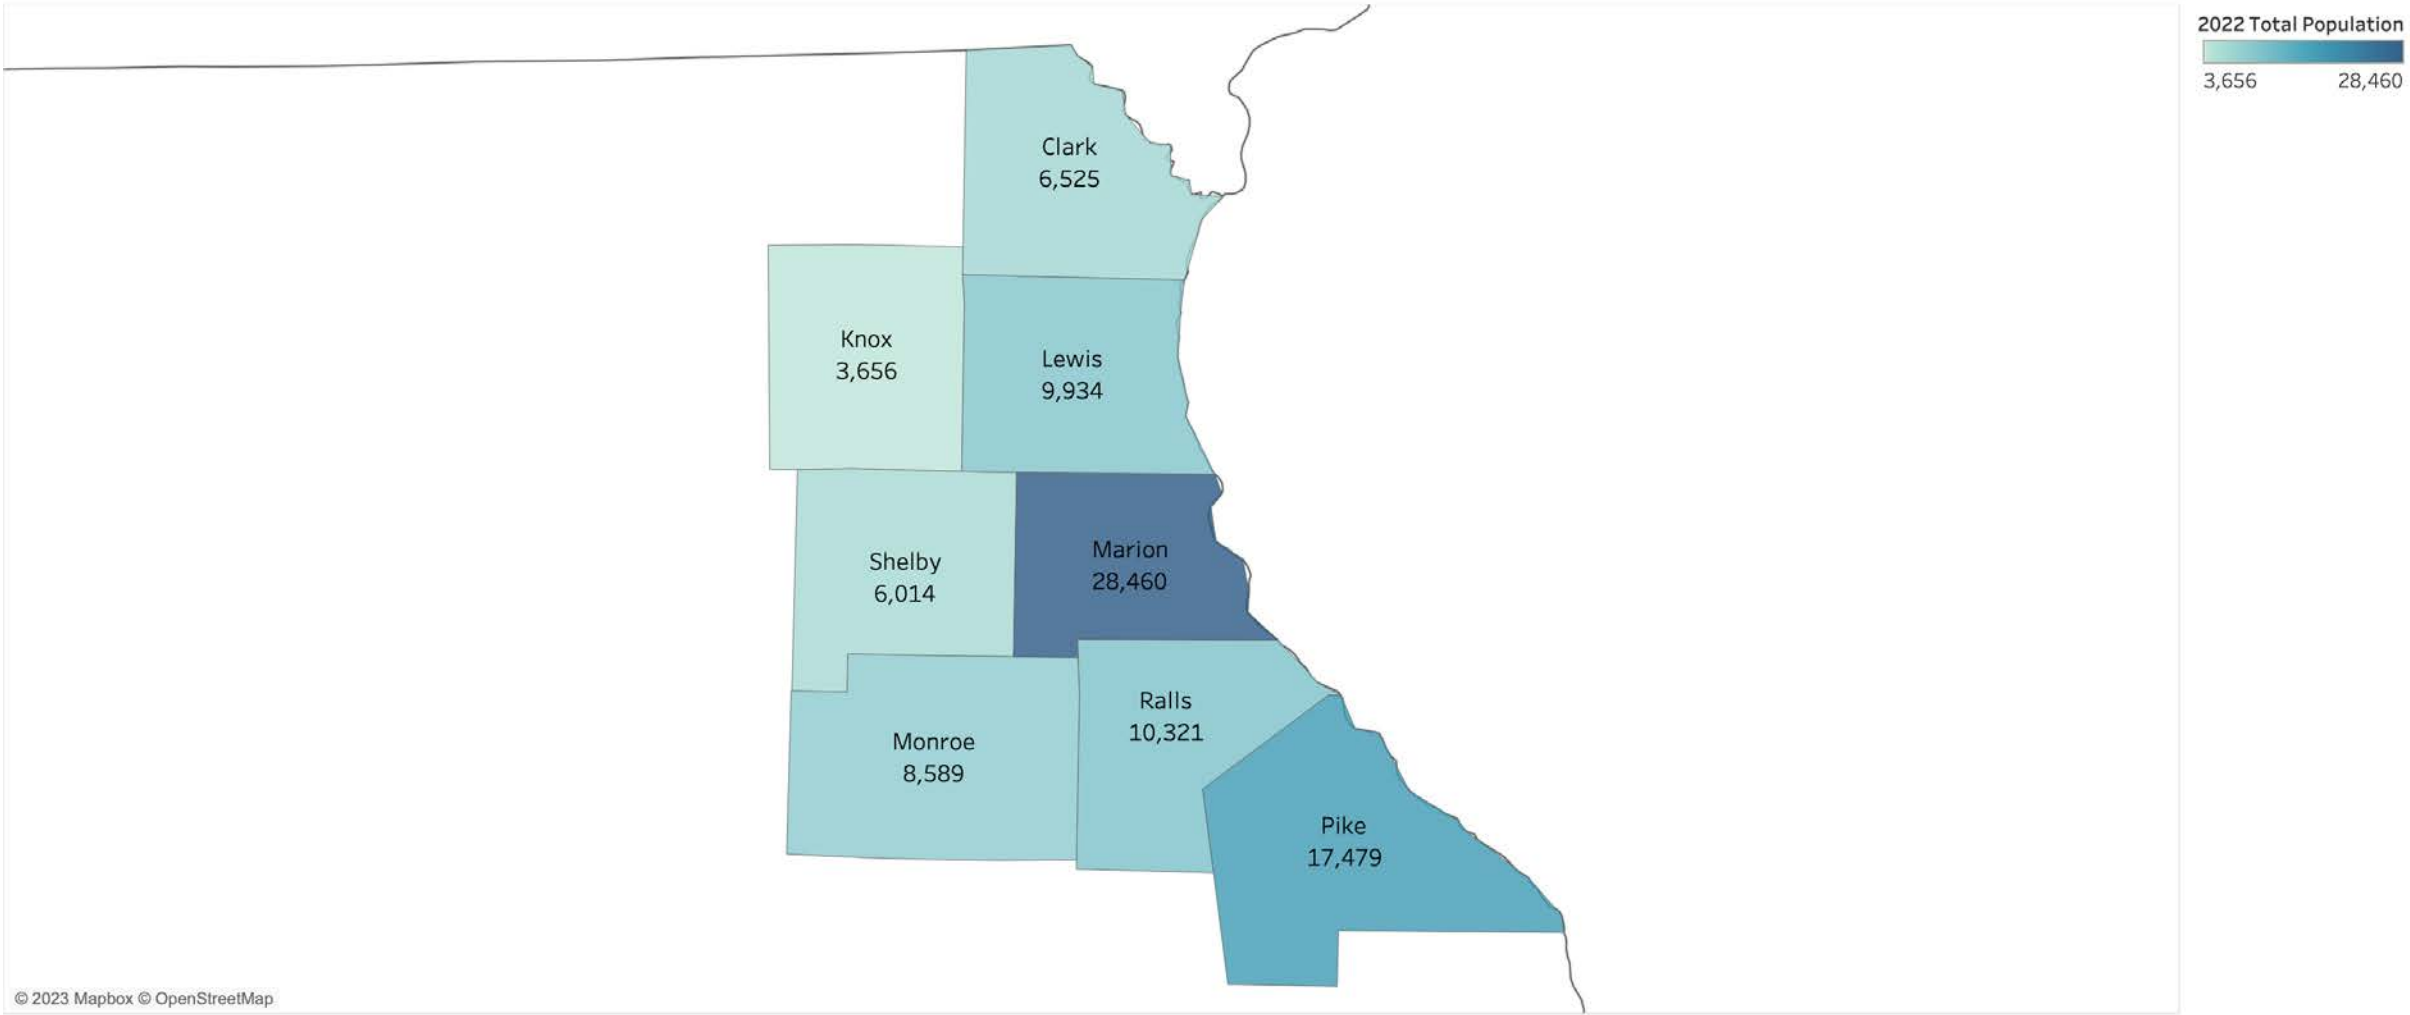 2022 Total Population
3,656 28,460
Clark
6,525
Knox
3,656
Lewis
9,934
Shelby
6,014
Marion
28,460
Ralls
10,321
Monroe
8,589
Pike
17,479
© 2023 Mapbox © OpenStreetMap